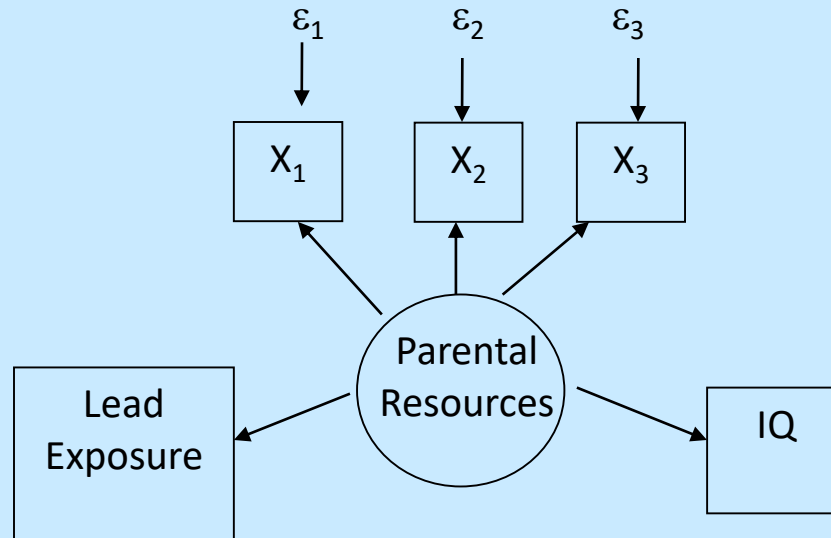 ε₁ ε₂ ε₃
X₁ X₂ X₃
Parental
Resources
Lead
Exposure
IQ